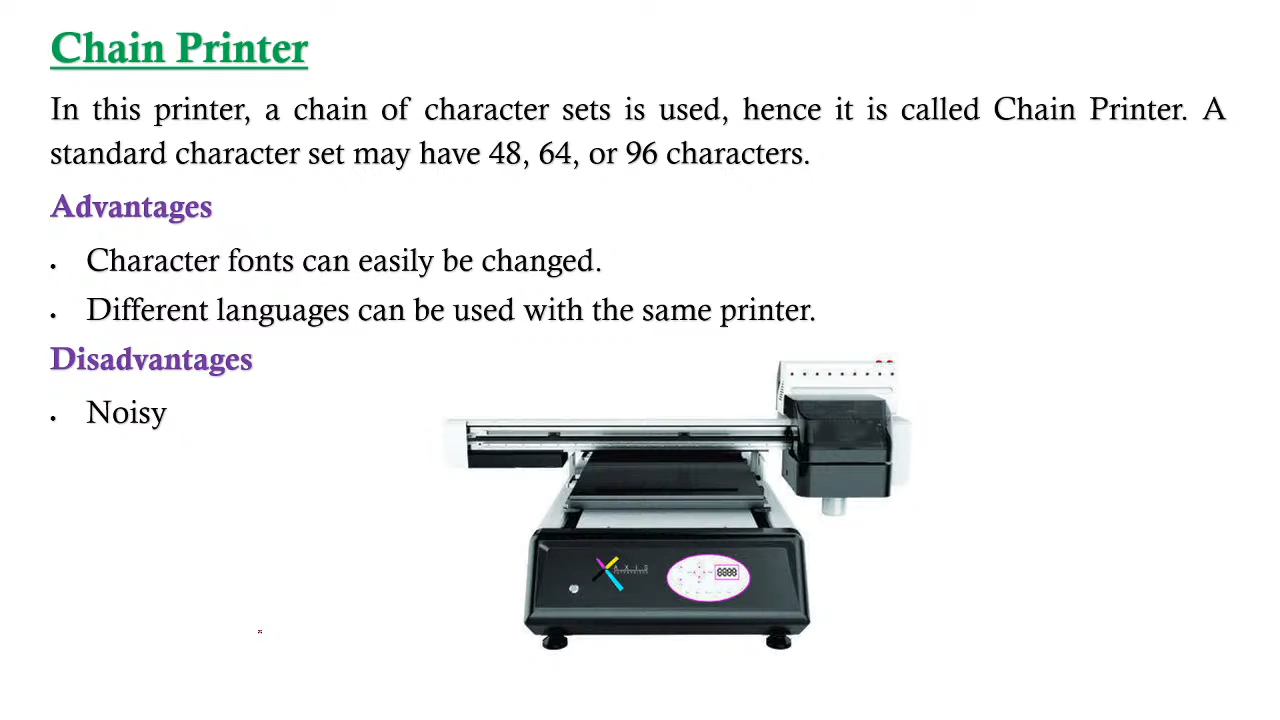 Chain Printer
In this printer, a chain of character sets is used, hence it is called Chain Printer. A
standard character set may have 48, 64, or 96 characters.
Advantages
• Character fonts can easily be changed.
• Different languages can be used with the same printer.
Disadvantages
• Noisy
AXIS
8888